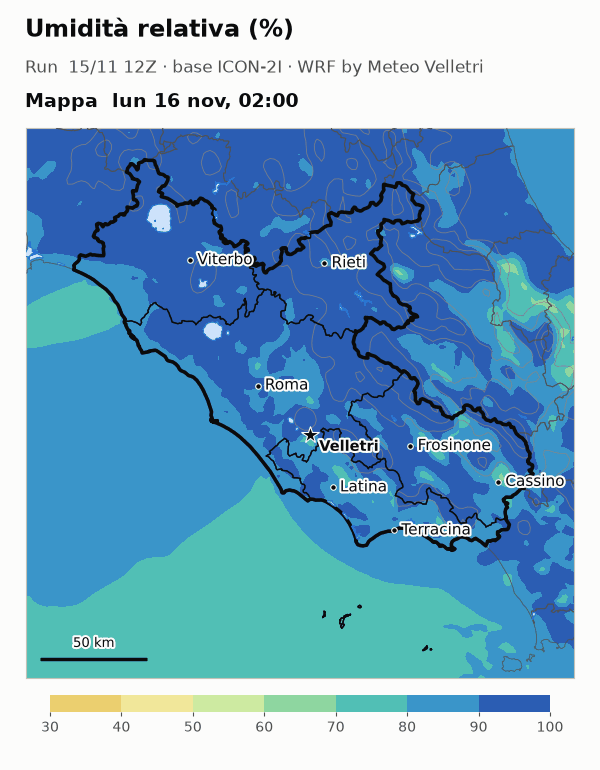 Umidità relativa (%)
Run  15/11 12Z · base ICON-2I · WRF by Meteo Velletri
Mappa  lun 16 nov, 02:00
Viterbo
Rieti
Roma
Velletri
Frosinone
Latina
Cassino
Terracina
50 km
30 40 50 60 70 80 90 100